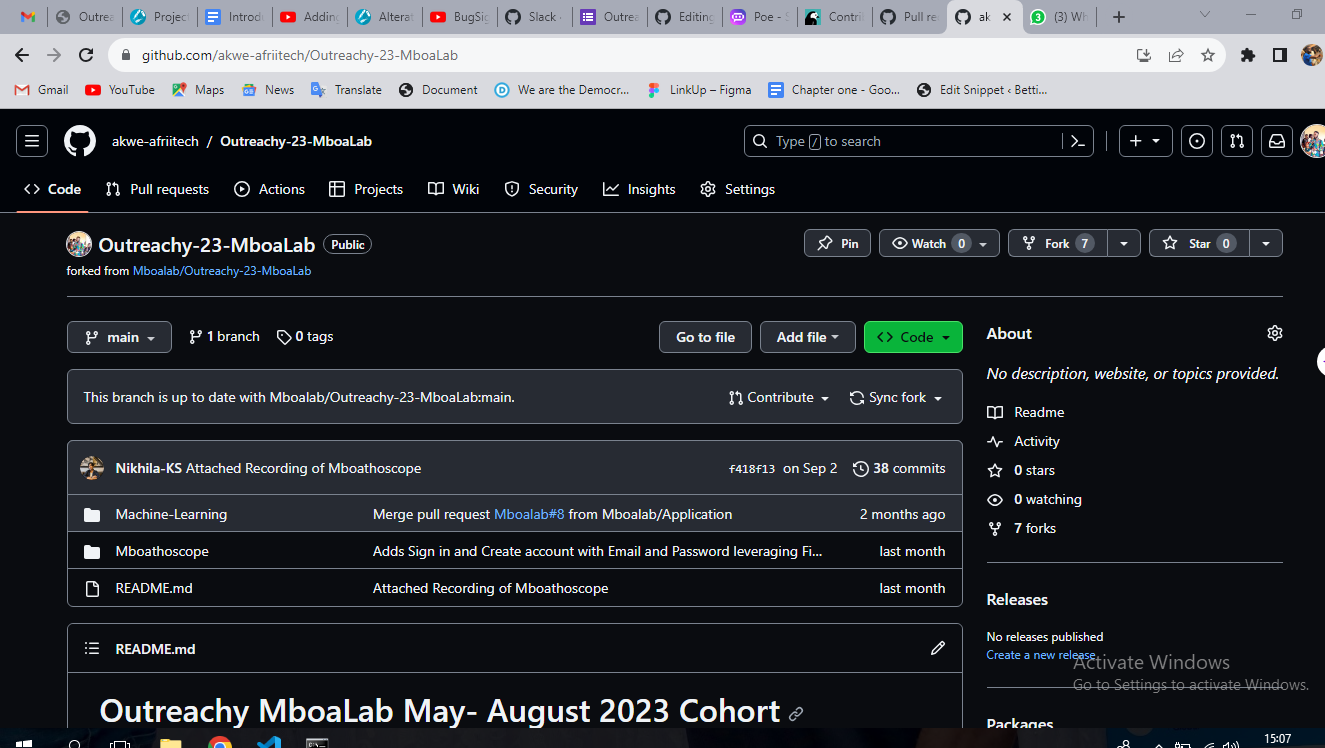 Outrea
Project
Introdu
Adding
Alterat
BugSig
Slack
Outrea
Editing
Poe - S
Contri
Pull re
ak
(3) Wh
github.com/akwe-afriitech/Outreachy-23-MboaLab
Gmail
YouTube
Maps
News
Translate
Document
We are the Democr...
LinkUp – Figma
Chapter one - Goo...
Edit Snippet ‹ Betti...
akwe-afriitech / Outreachy-23-MboaLab
Type / to search
Code
Pull requests
Actions
Projects
Wiki
Security
Insights
Settings
Outreachy-23-MboaLab Public
Pin
Watch 0
Fork 7
Star 0
forked from Mboalab/Outreachy-23-MboaLab
main
1 branch
0 tags
Go to file
Add file
Code
This branch is up to date with Mboalab/Outreachy-23-MboaLab:main.
Contribute
Sync fork
Nikhila-KS Attached Recording of Mboathoscope
f418f13 on Sep 2
38 commits
Machine-Learning
Merge pull request Mboalab#8 from Mboalab/Application
2 months ago
Mboathoscope
Adds Sign in and Create account with Email and Password leveraging Fi...
last month
README.md
Attached Recording of Mboathoscope
last month
README.md
Outreachy MboaLab May- August 2023 Cohort
About
No description, website, or topics provided.
Readme
Activity
0 stars
0 watching
7 forks
Releases
No releases published
Create a new release
Activate Windows
Go to Settings to activate Windows.
Packages
15:07